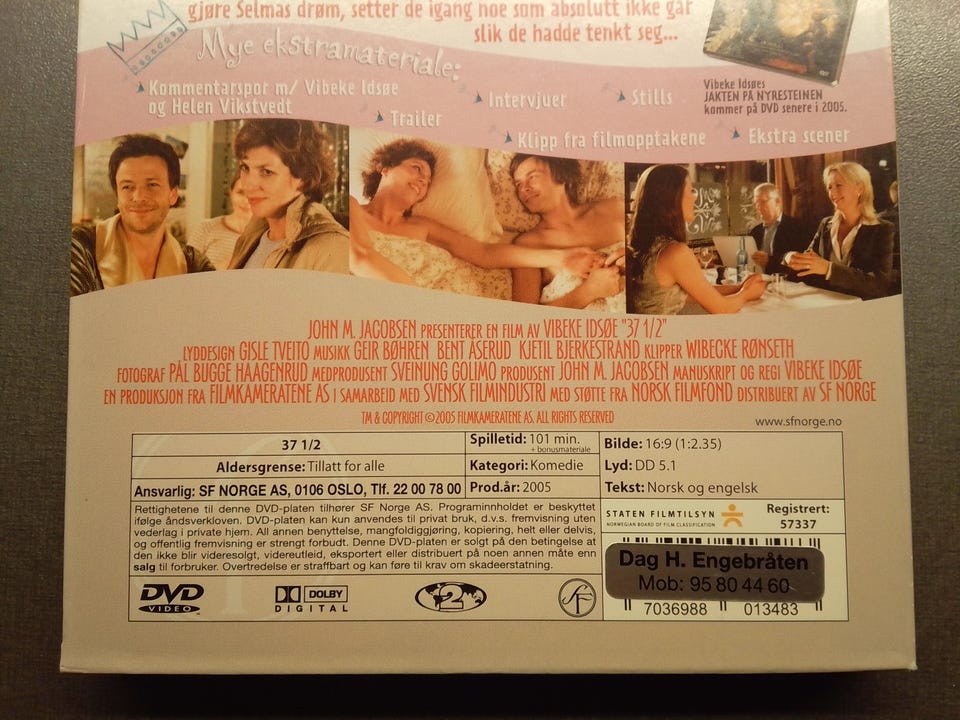 gjøre Selmas drøm, setter de igang noe som absolutt ikke går
slik de hadde tenkt seg...
Mye ekstramateriale:
Kommentarspor m/ Vibeke Idsøe
og Helen Vikstvedt
Trailer
Intervjuer
Klipp fra filmopptakene
Stills
Ekstra scener
Vibeke Idsøes
JAKTEN PÅ NYRESTEINEN
kommer på DVD senere i 2005.
JOHN M. JACOBSEN PRESENTERER EN FILM AV VIBEKE IDSØE "37 1/2"
LYDDESIGN GISLE TVEITO MUSIKK GEIR BØHREN BENT ÅSERUD KJETIL BJERKESTRAND KLIPPER WIBECKE RØNSETH
FOTOGRAF PÅL BUGGE HAAGENRUD MEDPRODUSENT SVEINUNG GOLIMO PRODUSENT JOHN M. JACOBSEN MANUSKRIPT OG REGI VIBEKE IDSØE
EN PRODUKSJON FRA FILMKAMERATENE AS I SAMARBEID MED SVENSK FILMINDUSTRI MED STØTTE FRA NORSK FILMFOND DISTRIBUERT AV SF NORGE
TM & COPYRIGHT ©2005 FILMKAMERATENE AS. ALL RIGHTS RESERVED
www.sfnorge.no
37 1/2
Aldersgrense: Tillatt for alle
Ansvarlig: SF NORGE AS, 0106 OSLO, Tlf. 22 00 78 00
Spilletid: 101 min.
+ bonusmateriale
Kategori: Komedie
Prod.år: 2005
Bilde: 16:9 (1:2.35)
Lyd: DD 5.1
Tekst: Norsk og engelsk
Rettighetene til denne DVD-platen tilhører SF Norge AS. Programinnholdet er beskyttet
ifølge åndsverkloven. DVD-platen kan kun anvendes til privat bruk, d.v.s. fremvisning uten
vederlag i private hjem. All annen benyttelse, mangfoldiggjøring, kopiering, helt eller delvis,
og offentlig fremvisning er strengt forbudt. Denne DVD-platen er solgt på den betingelse at
den ikke blir videresolgt, videreutleid, eksportert eller distribuert på noen annen måte enn
salg til forbruker. Overtredelse er straffbart og kan føre til krav om skadeerstatning.
STATEN FILMTILSYN
NORWEGIAN BOARD OF FILM CLASSIFICATION
Registrert:
57337
Dag H. Engebråten
Mob: 95 80 44 60
7036988 013483
DVD
VIDEO
DOLBY
DIGITAL
2
SF